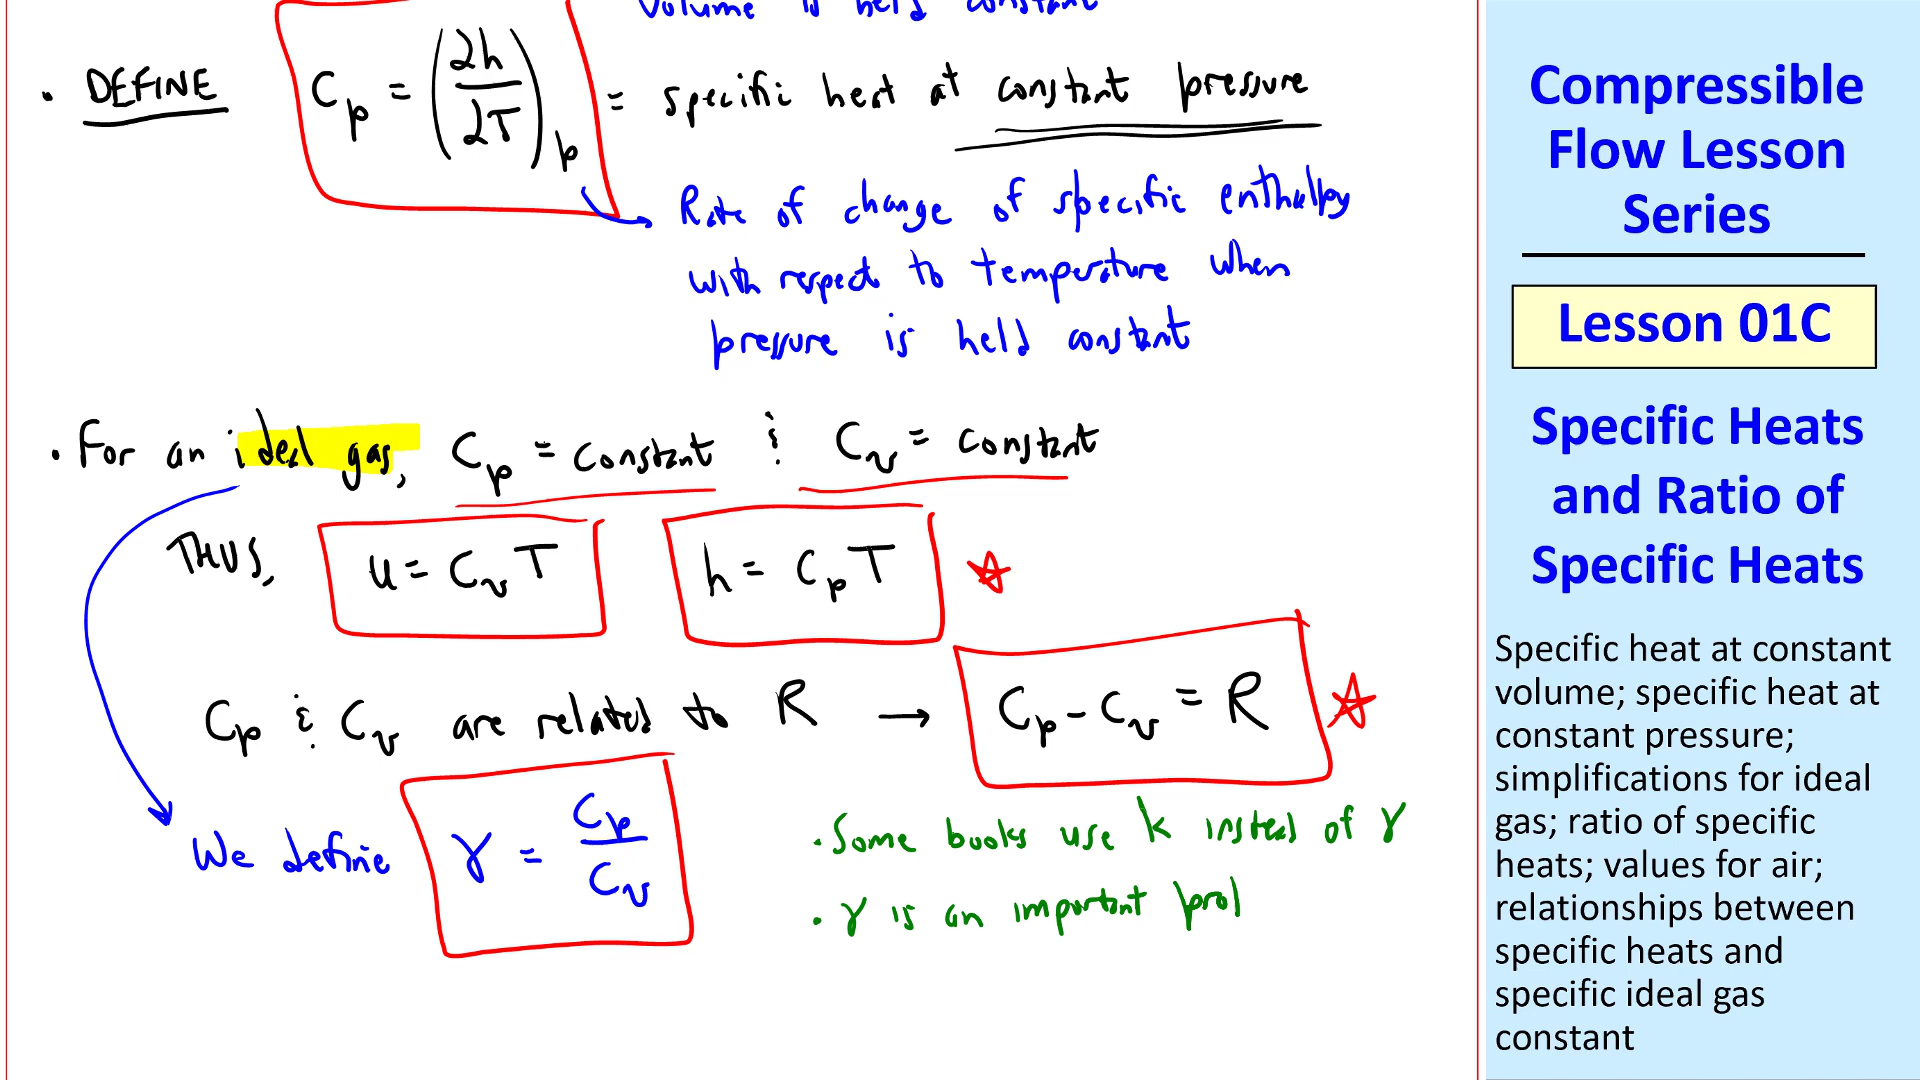 volume is held constant
• DEFINE Cp = (∂h/∂T)p = specific heat at constant pressure
Rate of change of specific enthalpy
with respect to temperature when
pressure is held constant
• For an ideal gas, Cp = constant & Cv = constant
THUS, u = CvT h = CpT
Cp & Cv are related to R → Cp - Cv = R
We define γ = Cp/Cv
• Some books use k instead of γ
• γ is an important prol
Compressible
Flow Lesson
Series
Lesson 01C
Specific Heats
and Ratio of
Specific Heats
Specific heat at constant
volume; specific heat at
constant pressure;
simplifications for ideal
gas; ratio of specific
heats; values for air;
relationships between
specific heats and
specific ideal gas
constant